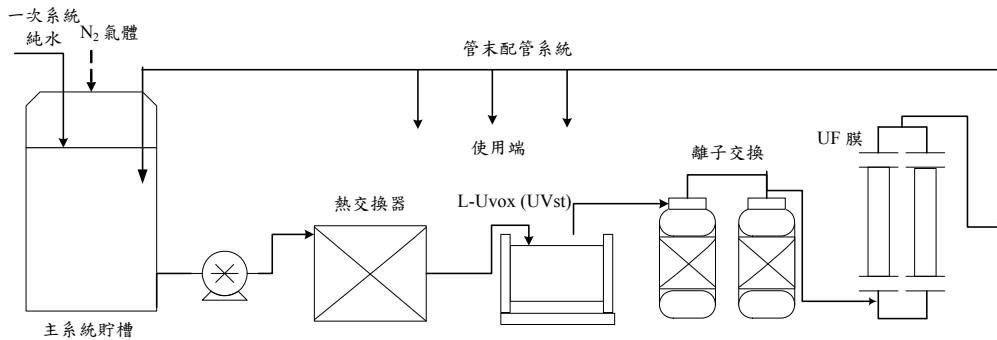 一次系統
純水
N2 氣體
管末配管系統
使用端
熱交換器
L-Uvox (UVst)
離子交換
UF 膜
主系統貯槽